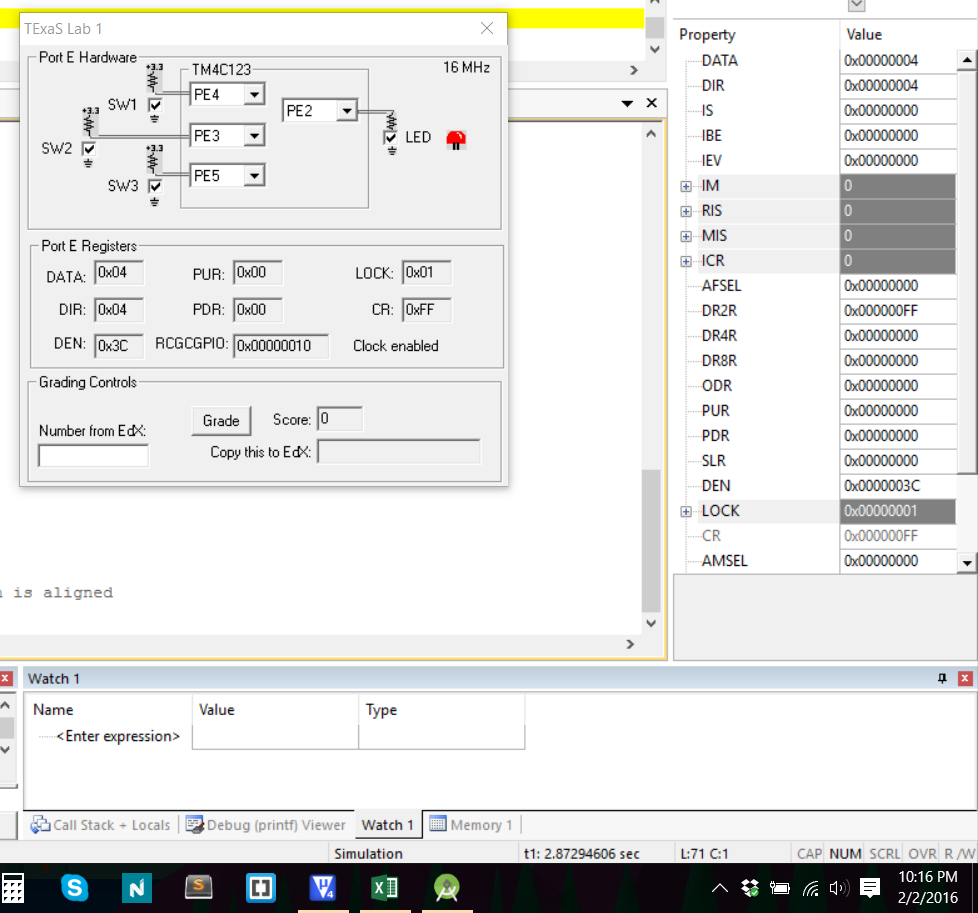 TExaS Lab 1
Port E Hardware
TM4C123
16 MHz
+3.3
SW1
PE4
PE2
+3.3
SW2
PE3
LED
+3.3
SW3
PE5
Port E Registers
DATA: 0x04 PUR: 0x00 LOCK: 0x01
DIR: 0x04 PDR: 0x00 CR: 0xFF
DEN: 0x3C RCGCGPIO: 0x00000010 Clock enabled
Grading Controls
Number from EdX: Grade Score: 0
Copy this to EdX:
is aligned
Property Value
DATA 0x00000004
DIR 0x00000004
IS 0x00000000
IBE 0x00000000
IEV 0x00000000
IM 0
RIS 0
MIS 0
ICR 0
AFSEL 0x00000000
DR2R 0x000000FF
DR4R 0x00000000
DR8R 0x00000000
ODR 0x00000000
PUR 0x00000000
PDR 0x00000000
SLR 0x00000000
DEN 0x0000003C
LOCK 0x00000001
CR 0x000000FF
AMSEL 0x00000000
Watch 1
Name Value Type
<Enter expression>
Call Stack + Locals Debug (printf) Viewer Watch 1 Memory 1
Simulation t1: 2.87294606 sec L:71 C:1 CAP NUM SCRL OVR R/W
10:16 PM
2/2/2016